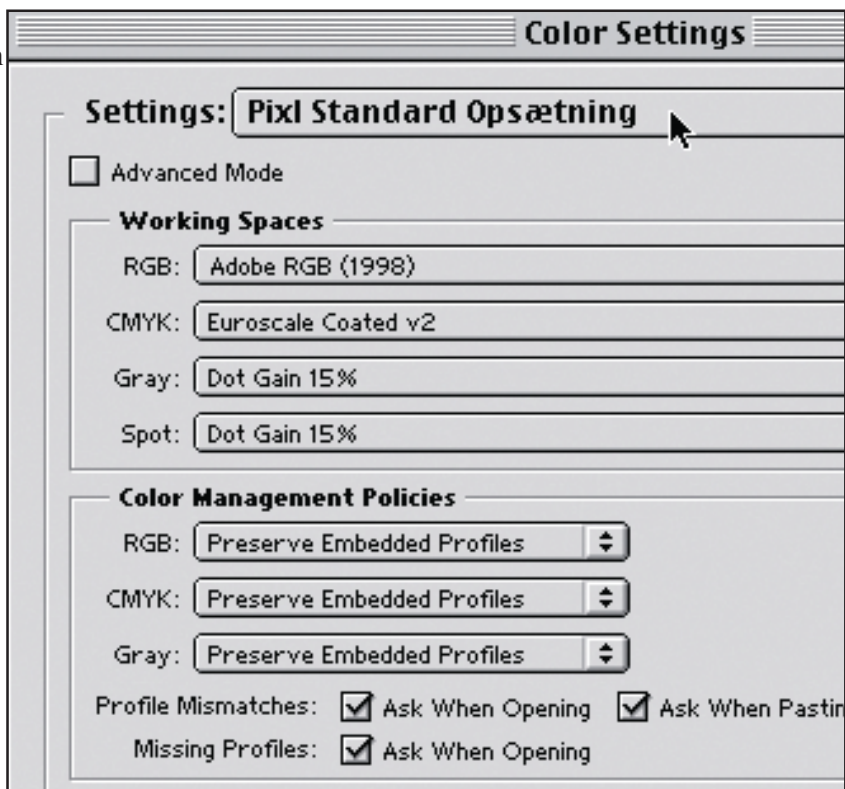 Color Settings
Settings: Pixl Standard Opsætning
Advanced Mode
Working Spaces
RGB: Adobe RGB (1998)
CMYK: Euroscale Coated v2
Gray: Dot Gain 15%
Spot: Dot Gain 15%
Color Management Policies
RGB: Preserve Embedded Profiles
CMYK: Preserve Embedded Profiles
Gray: Preserve Embedded Profiles
Profile Mismatches: Ask When Opening Ask When Pastin
Missing Profiles: Ask When Opening